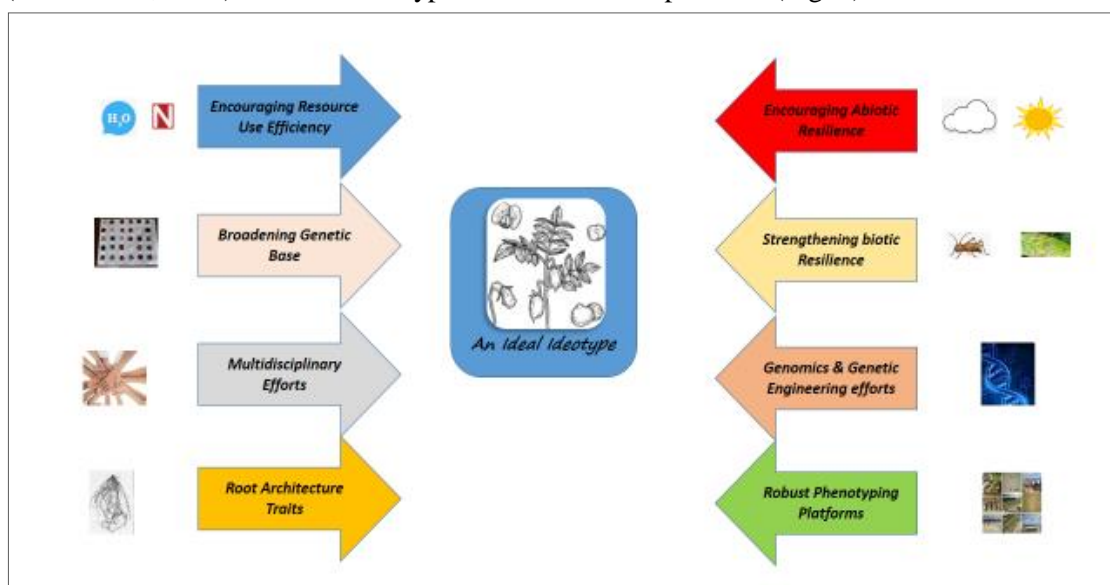 H₂O
N
Encouraging Resource
Use Efficiency
Broadening Genetic
Base
Multidisciplinary
Efforts
Root Architecture
Traits
An Ideal Ideotype
Encouraging Abiotic
Resilience
Strengthening biotic
Resilience
Genomics & Genetic
Engineering efforts
Robust Phenotyping
Platforms